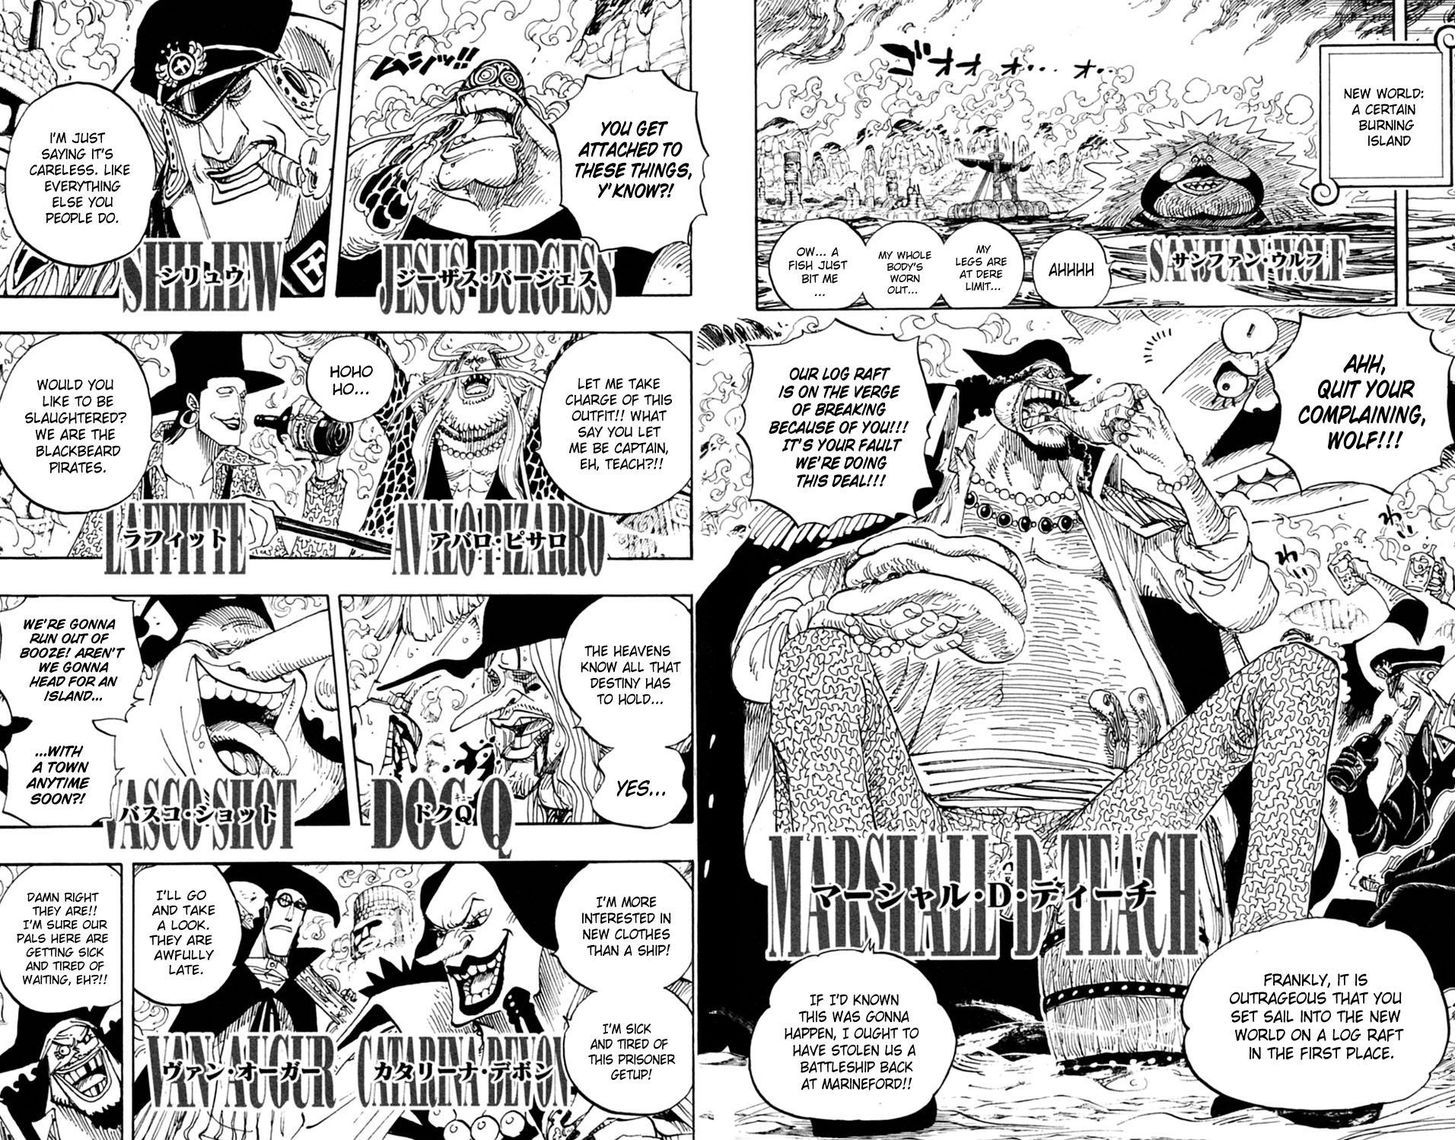 NEW WORLD:
A CERTAIN
BURNING
ISLAND
ゴオオオ…オ…
SANJUAN·WOLF
サンファン・ウルフ
AHHHH
MY
LEGS ARE
AT DERE
LIMIT...
MY WHOLE
BODY'S
WORN
OUT...
OW... A
FISH JUST
BIT ME
...
AHH,
QUIT YOUR
COMPLAINING,
WOLF!!!
OUR LOG RAFT
IS ON THE VERGE
OF BREAKING
BECAUSE OF YOU!!!
IT'S YOUR FAULT
WE'RE DOING
THIS DEAL!!!
わい
わい
MARSHALL·D·TEACH
マーシャル・D・ティーチ
FRANKLY, IT IS
OUTRAGEOUS THAT YOU
SET SAIL INTO THE NEW
WORLD ON A LOG RAFT
IN THE FIRST PLACE.
IF I'D KNOWN
THIS WAS GONNA
HAPPEN, I OUGHT TO
HAVE STOLEN US A
BATTLESHIP BACK
AT MARINEFORD!!
YOU GET
ATTACHED TO
THESE THINGS,
Y'KNOW?!
ムシッ!!
JESUS·BURGESS
ジーザス・バージェス
I'M JUST
SAYING IT'S
CARELESS. LIKE
EVERYTHING
ELSE YOU
PEOPLE DO.
SHILIEW
シリュウ
LET ME TAKE
CHARGE OF THIS
OUTFIT!! WHAT
SAY YOU LET
ME BE CAPTAIN,
EH, TEACH?!!
AVALO·PIZARRO
アバロ・ピサロ
HOHO
HO...
WOULD YOU
LIKE TO BE
SLAUGHTERED?
WE ARE THE
BLACKBEARD
PIRATES.
LAFFITTE
ラフィット
THE HEAVENS
KNOW ALL THAT
DESTINY HAS
TO HOLD...
YES...
DOC Q
ドクQ
WE'RE GONNA
RUN OUT OF
BOOZE! AREN'T
WE GONNA
HEAD FOR AN
ISLAND...
...WITH
A TOWN
ANYTIME
SOON?!
VASCO·SHOT
バスコ・ショット
I'M MORE
INTERESTED IN
NEW CLOTHES
THAN A SHIP!
I'M SICK
AND TIRED OF
THIS PRISONER
GETUP!
CATARINA·DEVON
カタリーナ・デボン
I'LL GO
AND TAKE
A LOOK.
THEY ARE
AWFULLY
LATE.
VAN·AUGUR
ヴァン・オーガー
DAMN RIGHT
THEY ARE!!
I'M SURE OUR
PALS HERE ARE
GETTING SICK
AND TIRED OF
WAITING, EH?!!